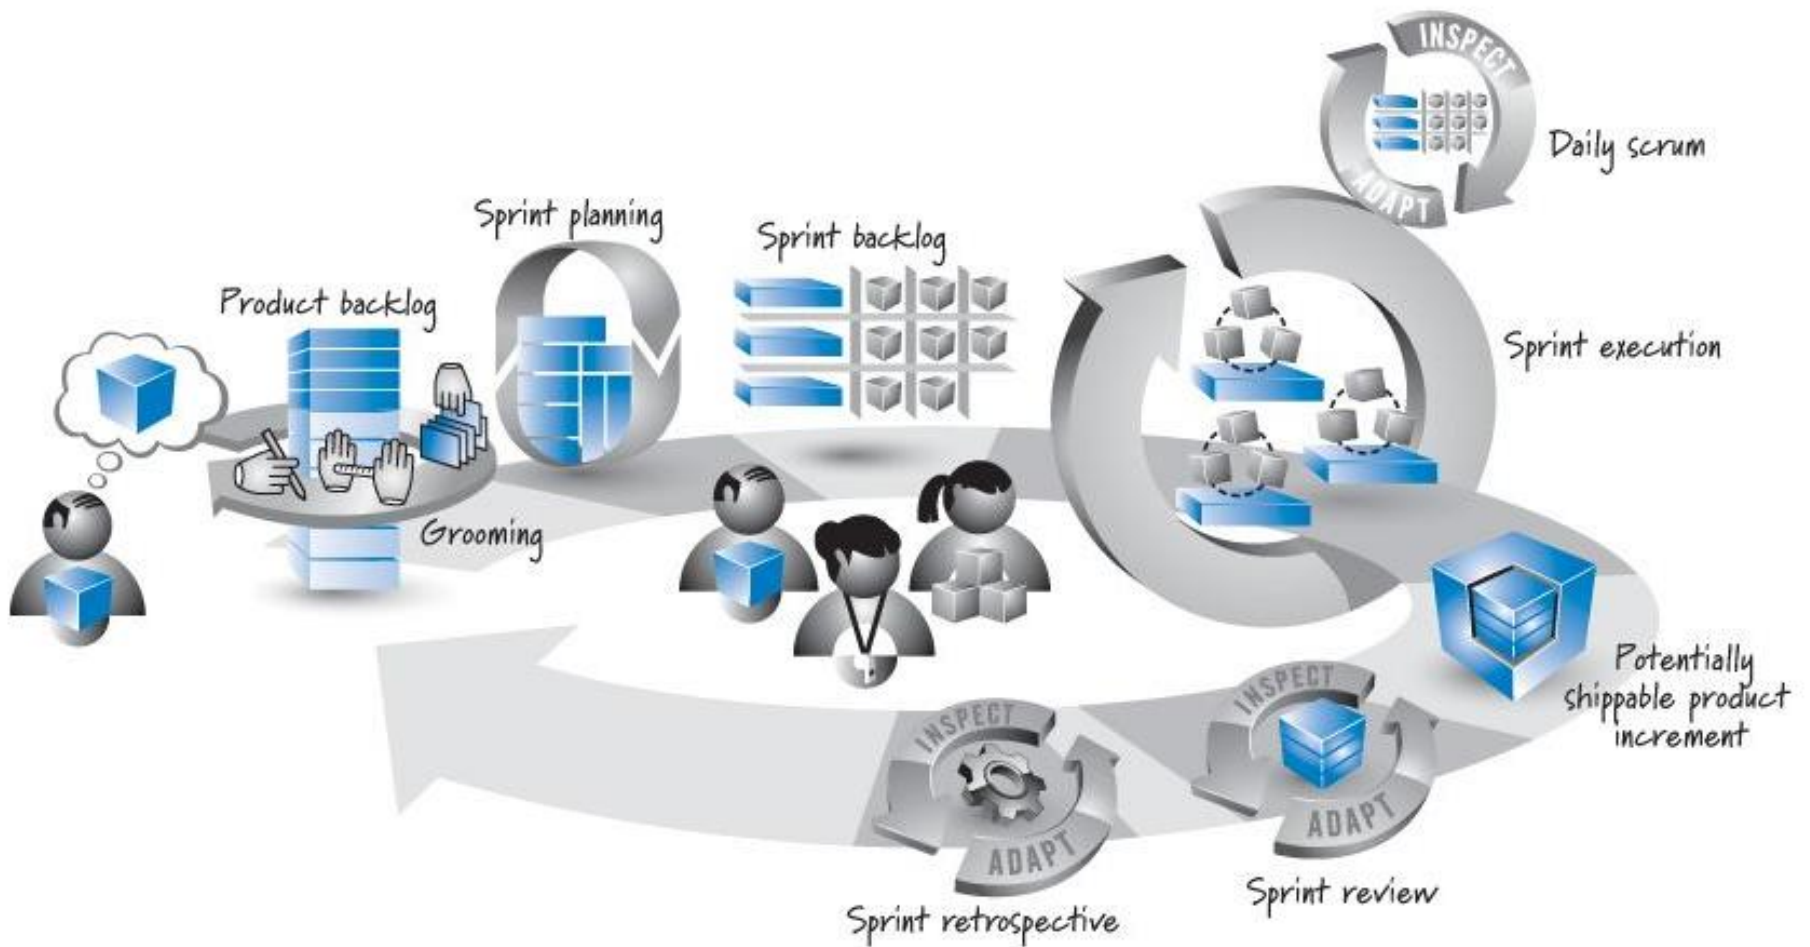 INSPECT
ADAPT
Daily scrum
Sprint planning
Sprint backlog
Product backlog
Sprint execution
Grooming
Potentially
shippable product
increment
INSPECT
ADAPT
Sprint review
INSPECT
ADAPT
Sprint retrospective